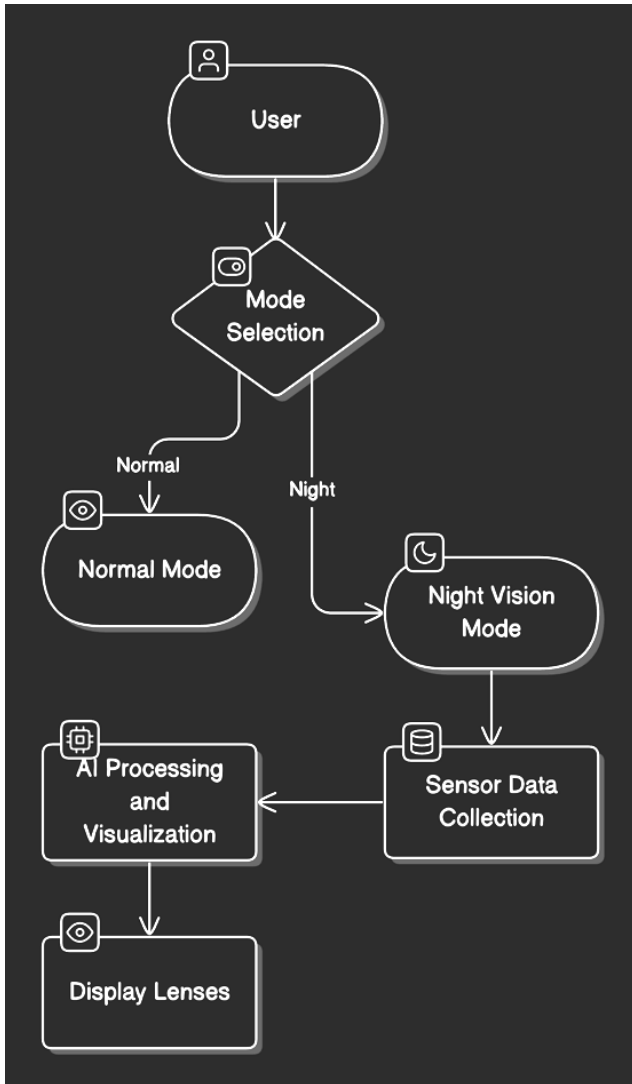 User
Mode
Selection
Normal
Night
Normal Mode
Night Vision
Mode
Sensor Data
Collection
AI Processing
and
Visualization
Display Lenses